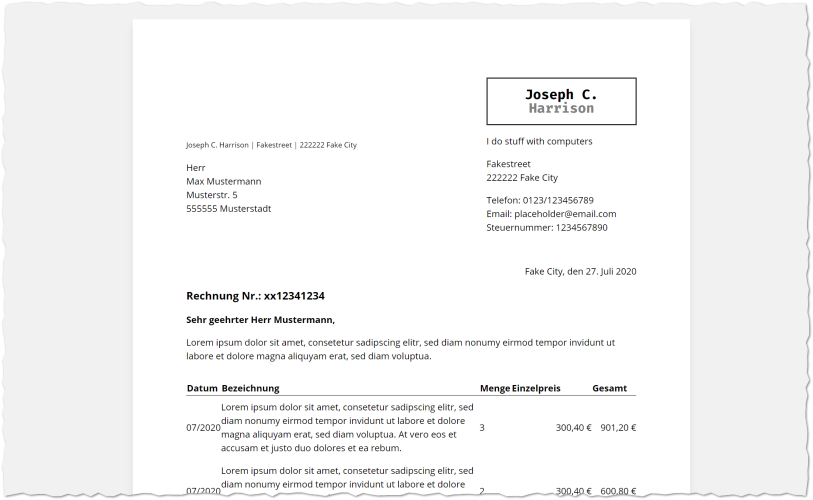 Joseph C.
Harrison
I do stuff with computers
Joseph C. Harrison | Fakestreet | 222222 Fake City
Herr
Max Mustermann
Musterstr. 5
555555 Musterstadt
Fakestreet
222222 Fake City
Telefon: 0123/123456789
Email: placeholder@email.com
Steuernummer: 1234567890
Fake City, den 27. Juli 2020
Rechnung Nr.: xx12341234
Sehr geehrter Herr Mustermann,
Lorem ipsum dolor sit amet, consetetur sadipscing elitr, sed diam nonumy eirmod tempor invidunt ut
labore et dolore magna aliquyam erat, sed diam voluptua.
Datum Bezeichnung Menge Einzelpreis Gesamt
Lorem ipsum dolor sit amet, consetetur sadipscing elitr, sed
diam nonumy eirmod tempor invidunt ut labore et dolore
07/2020 magna aliquyam erat, sed diam voluptua. At vero eos et 3 300,40 € 901,20 €
accusam et justo duo dolores et ea rebum.
Lorem ipsum dolor sit amet, consetetur sadipscing elitr, sed
diam nonumy eirmod tempor invidunt ut labore et dolore
07/2020 2 300,40 € 600,80 €